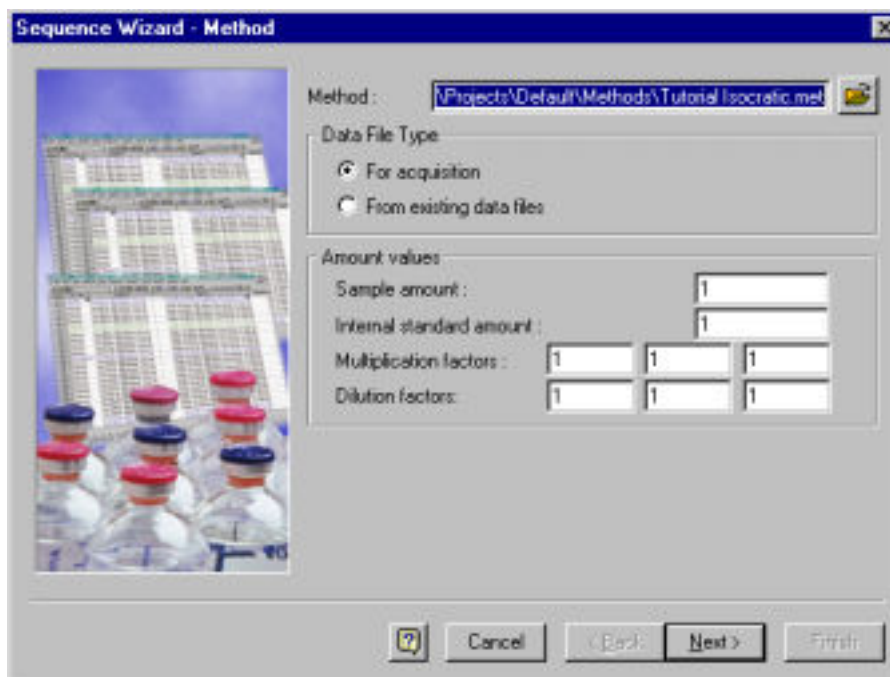 Sequence Wizard - Method
Method : \Projects\Default\Methods\Tutorial Isocratic.met
Data File Type
For acquisition
From existing data files
Amount values
Sample amount : 1
Internal standard amount : 1
Multiplication factors : 1 1 1
Dilution factors: 1 1 1
Cancel < Back Next > Finish